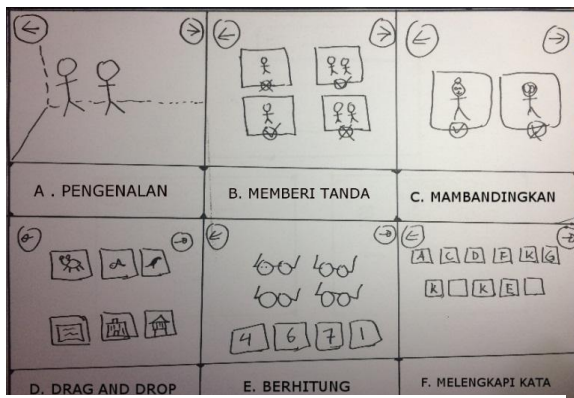 A . PENGENALAN
B. MEMBERI TANDA
C. MAMBANDINGKAN
4 6 7 1
A C D F K G
K K E
D. DRAG AND DROP
E. BERHITUNG
F. MELENGKAPI KATA